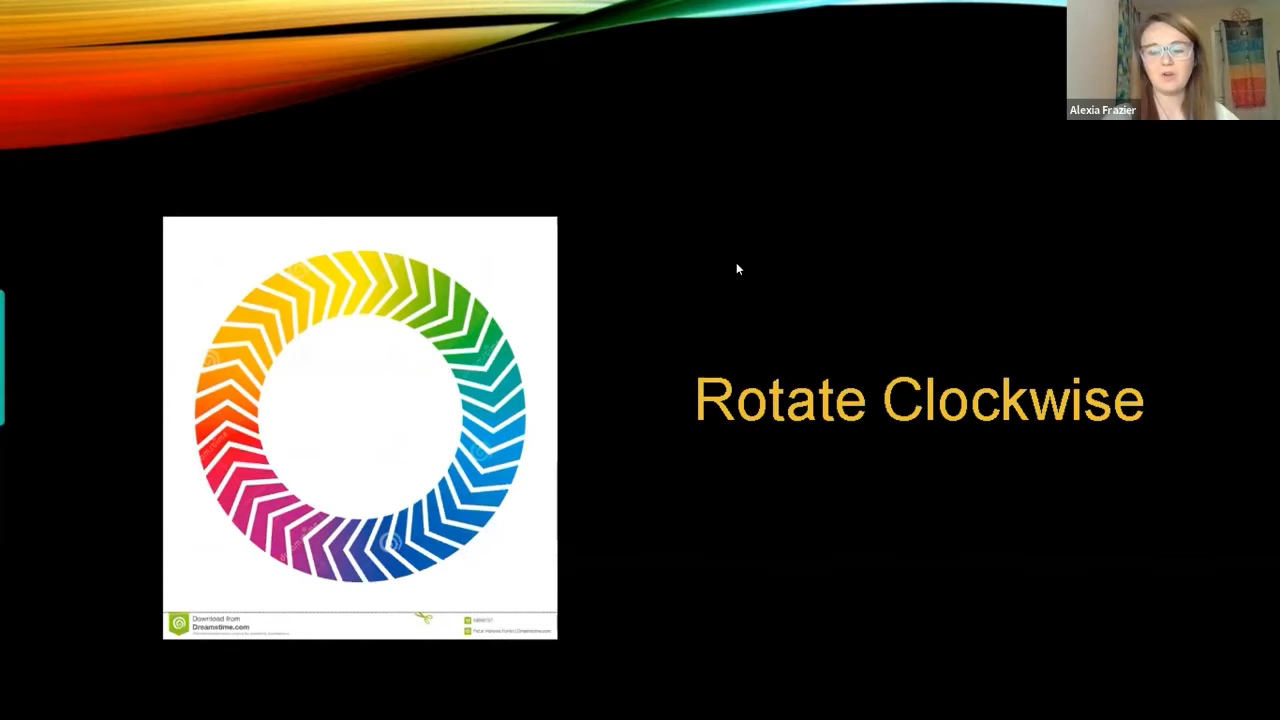 Alexia Frazier
Rotate Clockwise
Download from
Dreamstime.com